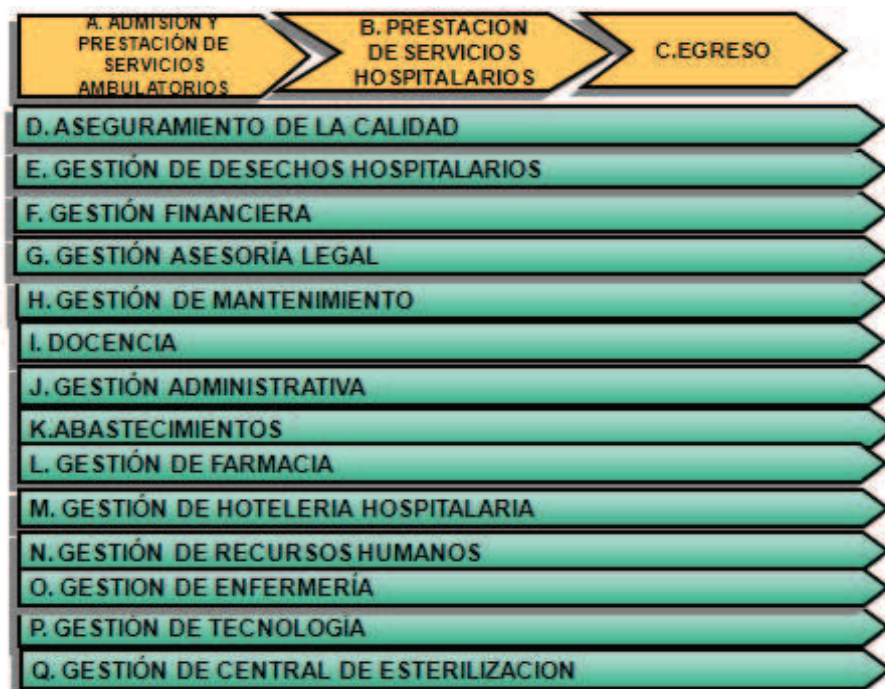 A. ADMISIÓN Y
PRESTACIÓN DE
SERVICIOS
AMBULATORIOS
B. PRESTACION
DE SERVICIOS
HOSPITALARIOS
C.EGRESO
D. ASEGURAMIENTO DE LA CALIDAD
E. GESTIÓN DE DESECHOS HOSPITALARIOS
F. GESTIÓN FINANCIERA
G. GESTIÓN ASESORÍA LEGAL
H. GESTIÓN DE MANTENIMIENTO
I. DOCENCIA
J. GESTIÓN ADMINISTRATIVA
K.ABASTECIMIENTOS
L. GESTIÓN DE FARMACIA
M. GESTIÓN DE HOTELERIA HOSPITALARIA
N. GESTIÓN DE RECURSOS HUMANOS
O. GESTION DE ENFERMERÍA
P. GESTIÓN DE TECNOLOGÍA
Q. GESTIÓN DE CENTRAL DE ESTERILIZACION